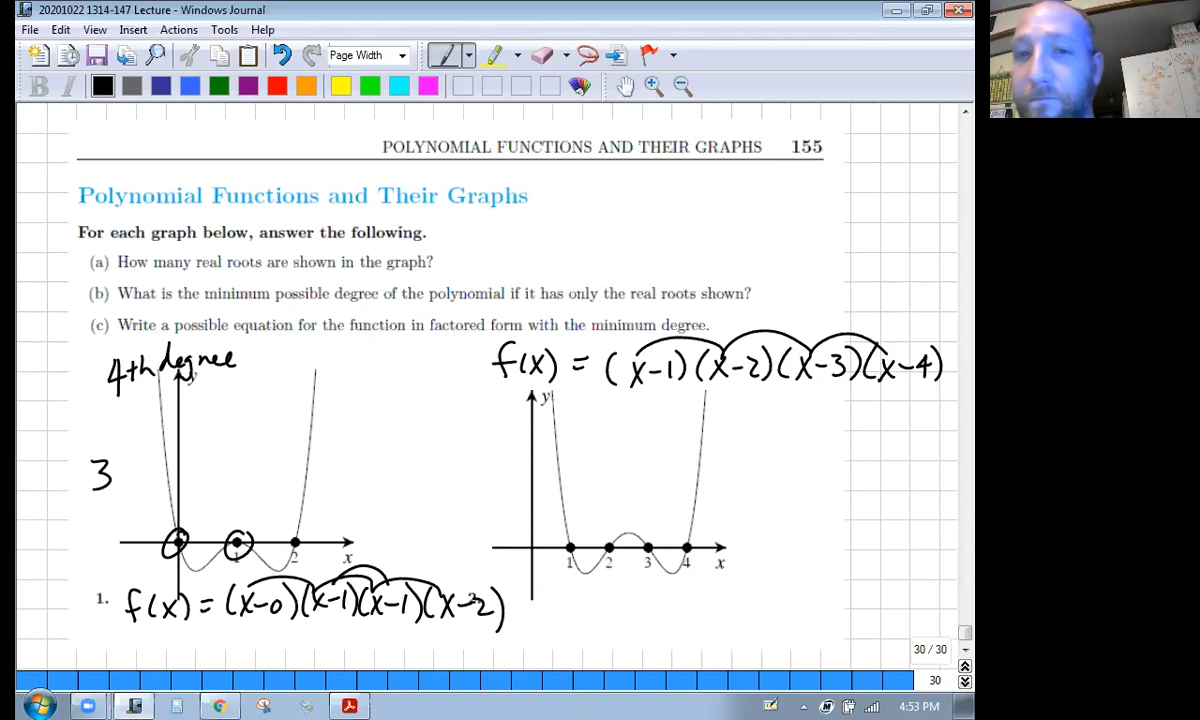 20201022 1314-147 Lecture - Windows Journal
File Edit View Insert Actions Tools Help
Page Width
B I
POLYNOMIAL FUNCTIONS AND THEIR GRAPHS 155
Polynomial Functions and Their Graphs
For each graph below, answer the following.
(a) How many real roots are shown in the graph?
(b) What is the minimum possible degree of the polynomial if it has only the real roots shown?
(c) Write a possible equation for the function in factored form with the minimum degree.
4th degree
f(x) = (x-1)(x-2)(x-3)(x-4)
y
y
3
1 2 x
1 2 3 4 x
1. f(x) = (x-0)(x-1)(x-1)(x-2)
30 / 30
30
4:53 PM